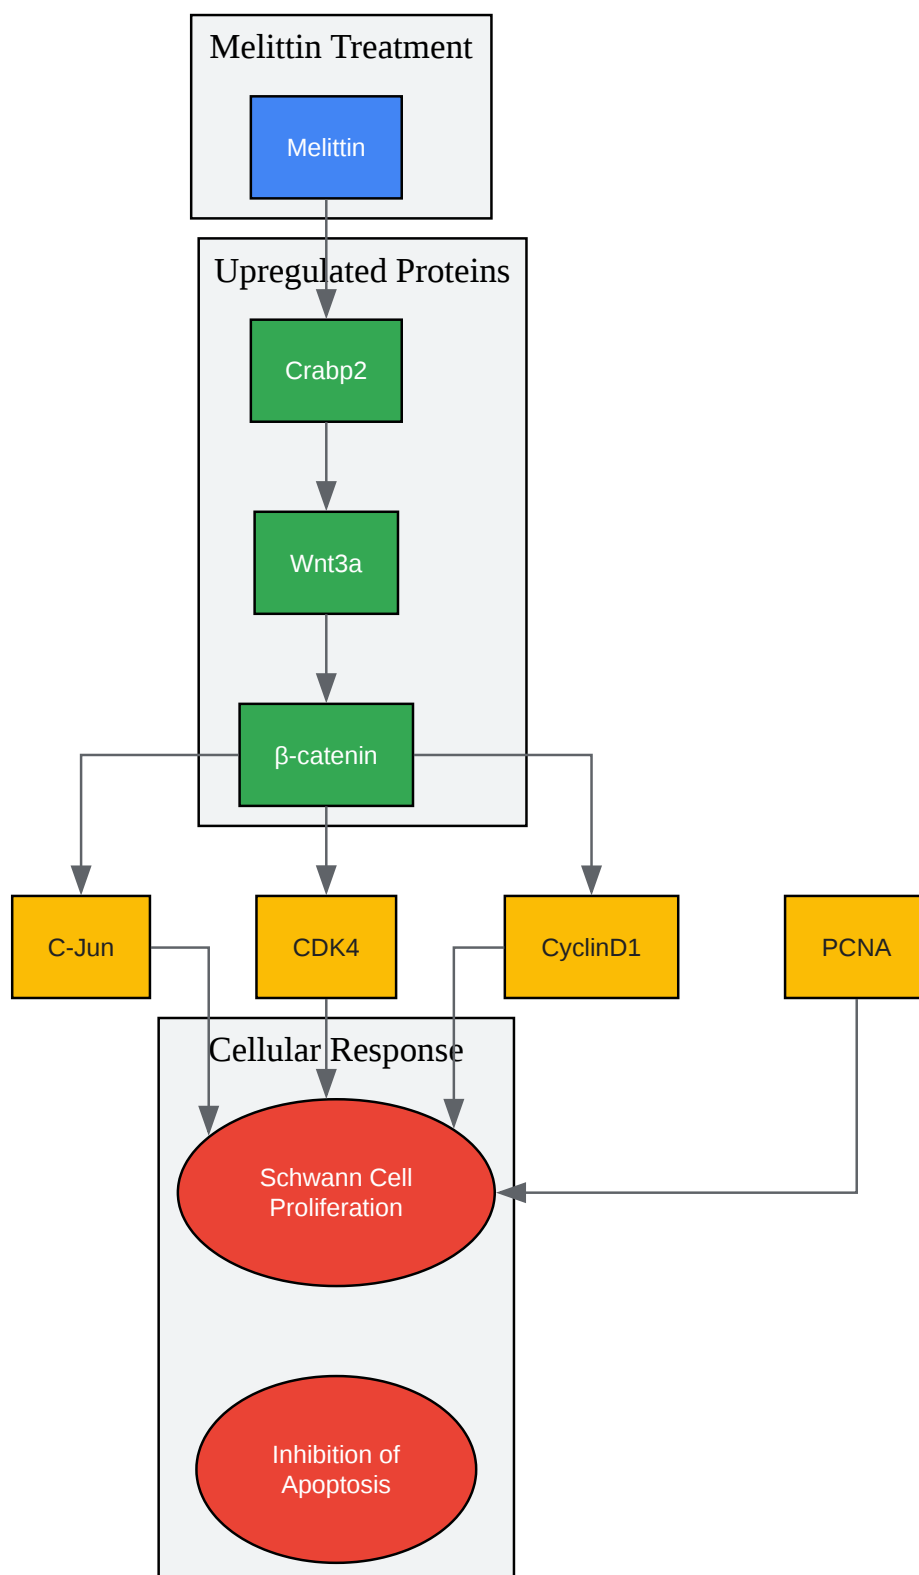 Melittin Treatment
Melittin
Upregulated Proteins
Crabp2
Wnt3a
β-catenin
C-Jun
CDK4
CyclinD1
PCNA
Cellular Response
Schwann Cell
Proliferation
Inhibition of
Apoptosis